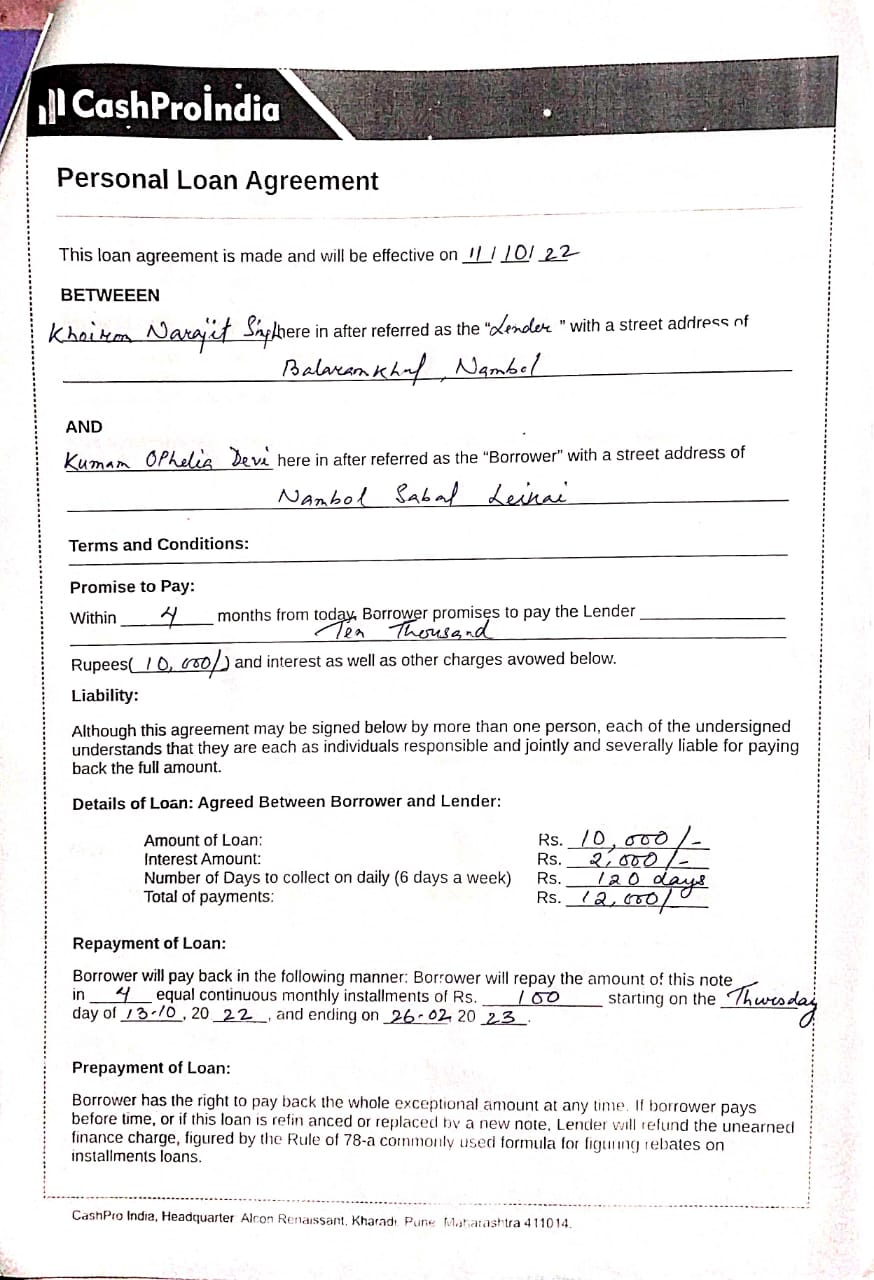 CashProIndia
Personal Loan Agreement
This loan agreement is made and will be effective on 11/10/22
BETWEEEN
Khoirom Narajit Singh here in after referred as the "Lender" with a street address of
Balaramkhul, Nambol
AND
Kumam Ophelia Devi here in after referred as the “Borrower” with a street address of
Nambol Sabal Leikai
Terms and Conditions:
Promise to Pay:
Within 4 months from today, Borrower promises to pay the Lender
Ten Thousand
Rupees( 10,000/) and interest as well as other charges avowed below.
Liability:
Although this agreement may be signed below by more than one person, each of the undersigned
understands that they are each as individuals responsible and jointly and severally liable for paying
back the full amount.
Details of Loan: Agreed Between Borrower and Lender:
Amount of Loan: Rs. 10,000/-
Interest Amount: Rs. 2,000/-
Number of Days to collect on daily (6 days a week) Rs. 120 days
Total of payments: Rs. 12,000/
Repayment of Loan:
Borrower will pay back in the following manner: Borrower will repay the amount of this note
in 4 equal continuous monthly installments of Rs. 100 starting on the Thursday
day of 13-10, 20 22, and ending on 26-02 20 23.
Prepayment of Loan:
Borrower has the right to pay back the whole exceptional amount at any time. If borrower pays
before time, or if this loan is refin anced or replaced by a new note, Lender will refund the unearned
finance charge, figured by the Rule of 78-a commonly used formula for figuring rebates on
installments loans.
CashPro India, Headquarter Alcon Renaissant, Kharadi Pune Maharashtra 411014.